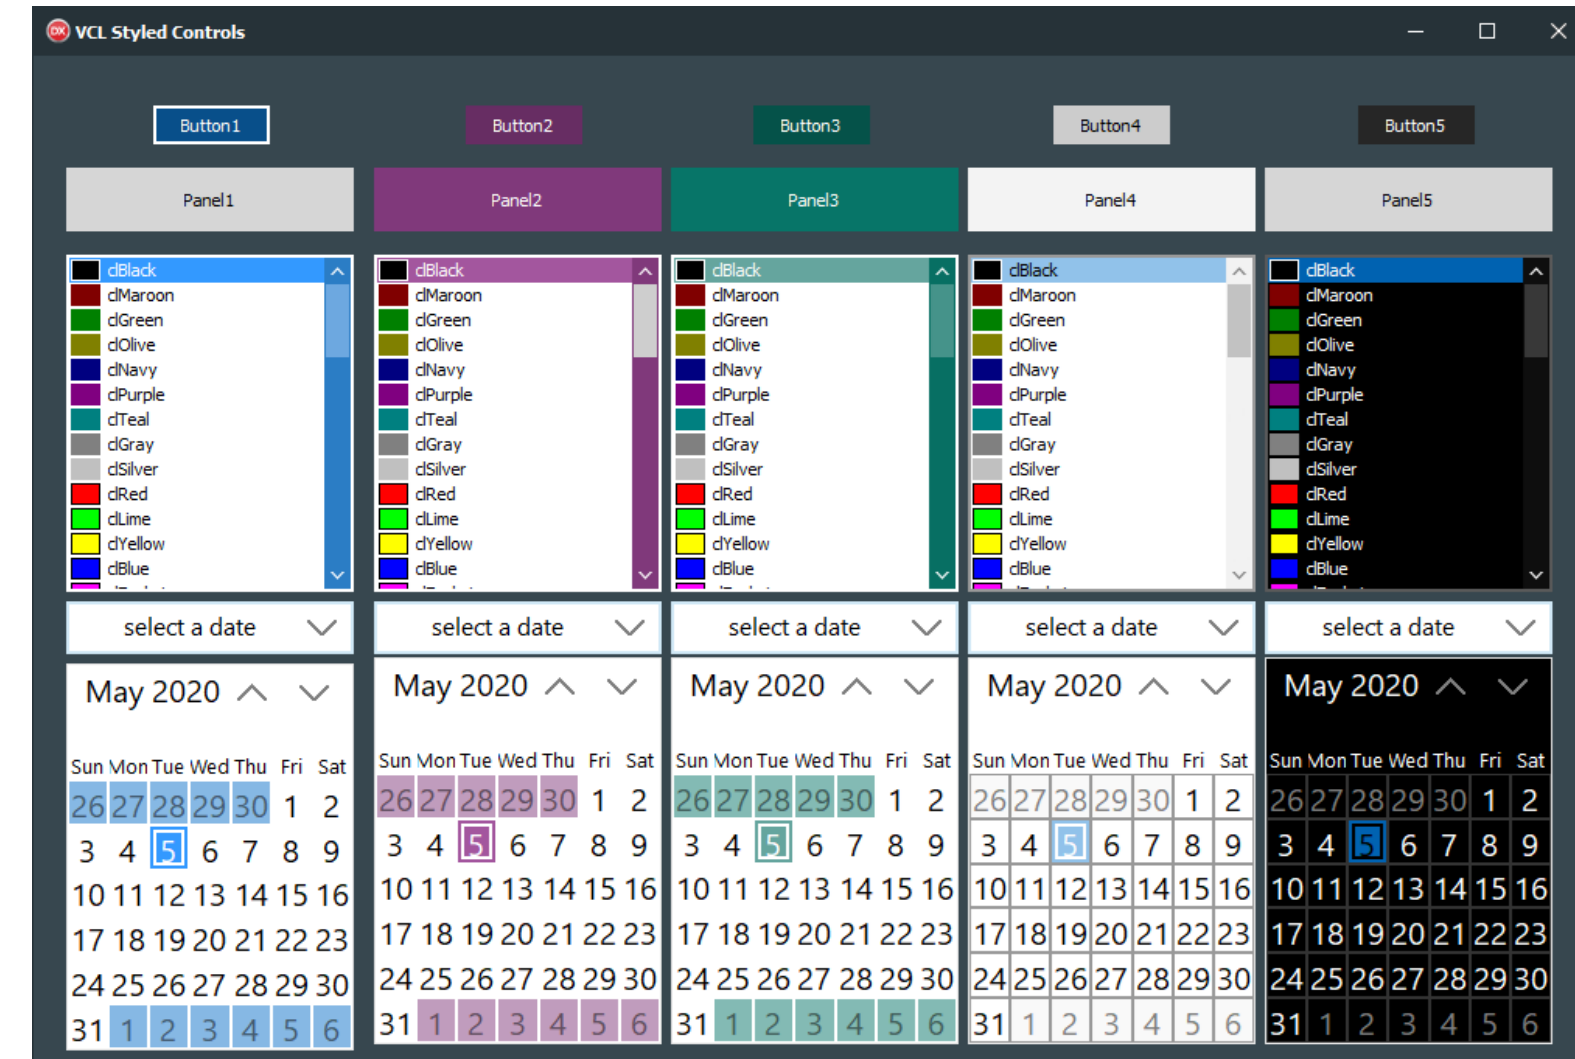 VCL Styled Controls
Button1 Button2 Button3 Button4 Button5
Panel1 Panel2 Panel3 Panel4 Panel5
clBlack clBlack clBlack clBlack clBlack
clMaroon clMaroon clMaroon clMaroon clMaroon
clGreen clGreen clGreen clGreen clGreen
clOlive clOlive clOlive clOlive clOlive
clNavy clNavy clNavy clNavy clNavy
clPurple clPurple clPurple clPurple clPurple
clTeal clTeal clTeal clTeal clTeal
clGray clGray clGray clGray clGray
clSilver clSilver clSilver clSilver clSilver
clRed clRed clRed clRed clRed
clLime clLime clLime clLime clLime
clYellow clYellow clYellow clYellow clYellow
clBlue clBlue clBlue clBlue clBlue
select a date select a date select a date select a date select a date
May 2020 May 2020 May 2020 May 2020 May 2020
Sun Mon Tue Wed Thu Fri Sat Sun Mon Tue Wed Thu Fri Sat Sun Mon Tue Wed Thu Fri Sat Sun Mon Tue Wed Thu Fri Sat Sun Mon Tue Wed Thu Fri Sat
26 27 28 29 30 1 2 26 27 28 29 30 1 2 26 27 28 29 30 1 2 26 27 28 29 30 1 2 26 27 28 29 30 1 2
3 4 5 6 7 8 9 3 4 5 6 7 8 9 3 4 5 6 7 8 9 3 4 5 6 7 8 9 3 4 5 6 7 8 9
10 11 12 13 14 15 16 10 11 12 13 14 15 16 10 11 12 13 14 15 16 10 11 12 13 14 15 16 10 11 12 13 14 15 16
17 18 19 20 21 22 23 17 18 19 20 21 22 23 17 18 19 20 21 22 23 17 18 19 20 21 22 23 17 18 19 20 21 22 23
24 25 26 27 28 29 30 24 25 26 27 28 29 30 24 25 26 27 28 29 30 24 25 26 27 28 29 30 24 25 26 27 28 29 30
31 1 2 3 4 5 6 31 1 2 3 4 5 6 31 1 2 3 4 5 6 31 1 2 3 4 5 6 31 1 2 3 4 5 6